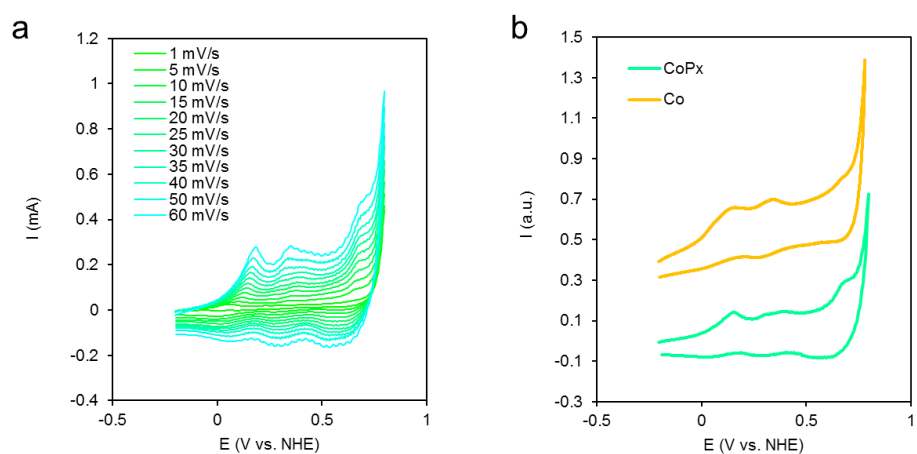 a
1.2
1
0.8
0.6
0.4
0.2
0
-0.2
-0.4
-0.5
0
0.5
1
I (mA)
E (V vs. NHE)
1 mV/s
5 mV/s
10 mV/s
15 mV/s
20 mV/s
25 mV/s
30 mV/s
35 mV/s
40 mV/s
50 mV/s
60 mV/s
b
1.5
1.3
1.1
0.9
0.7
0.5
0.3
0.1
-0.1
-0.3
-0.5
0
0.5
1
I (a.u.)
E (V vs. NHE)
CoPx
Co